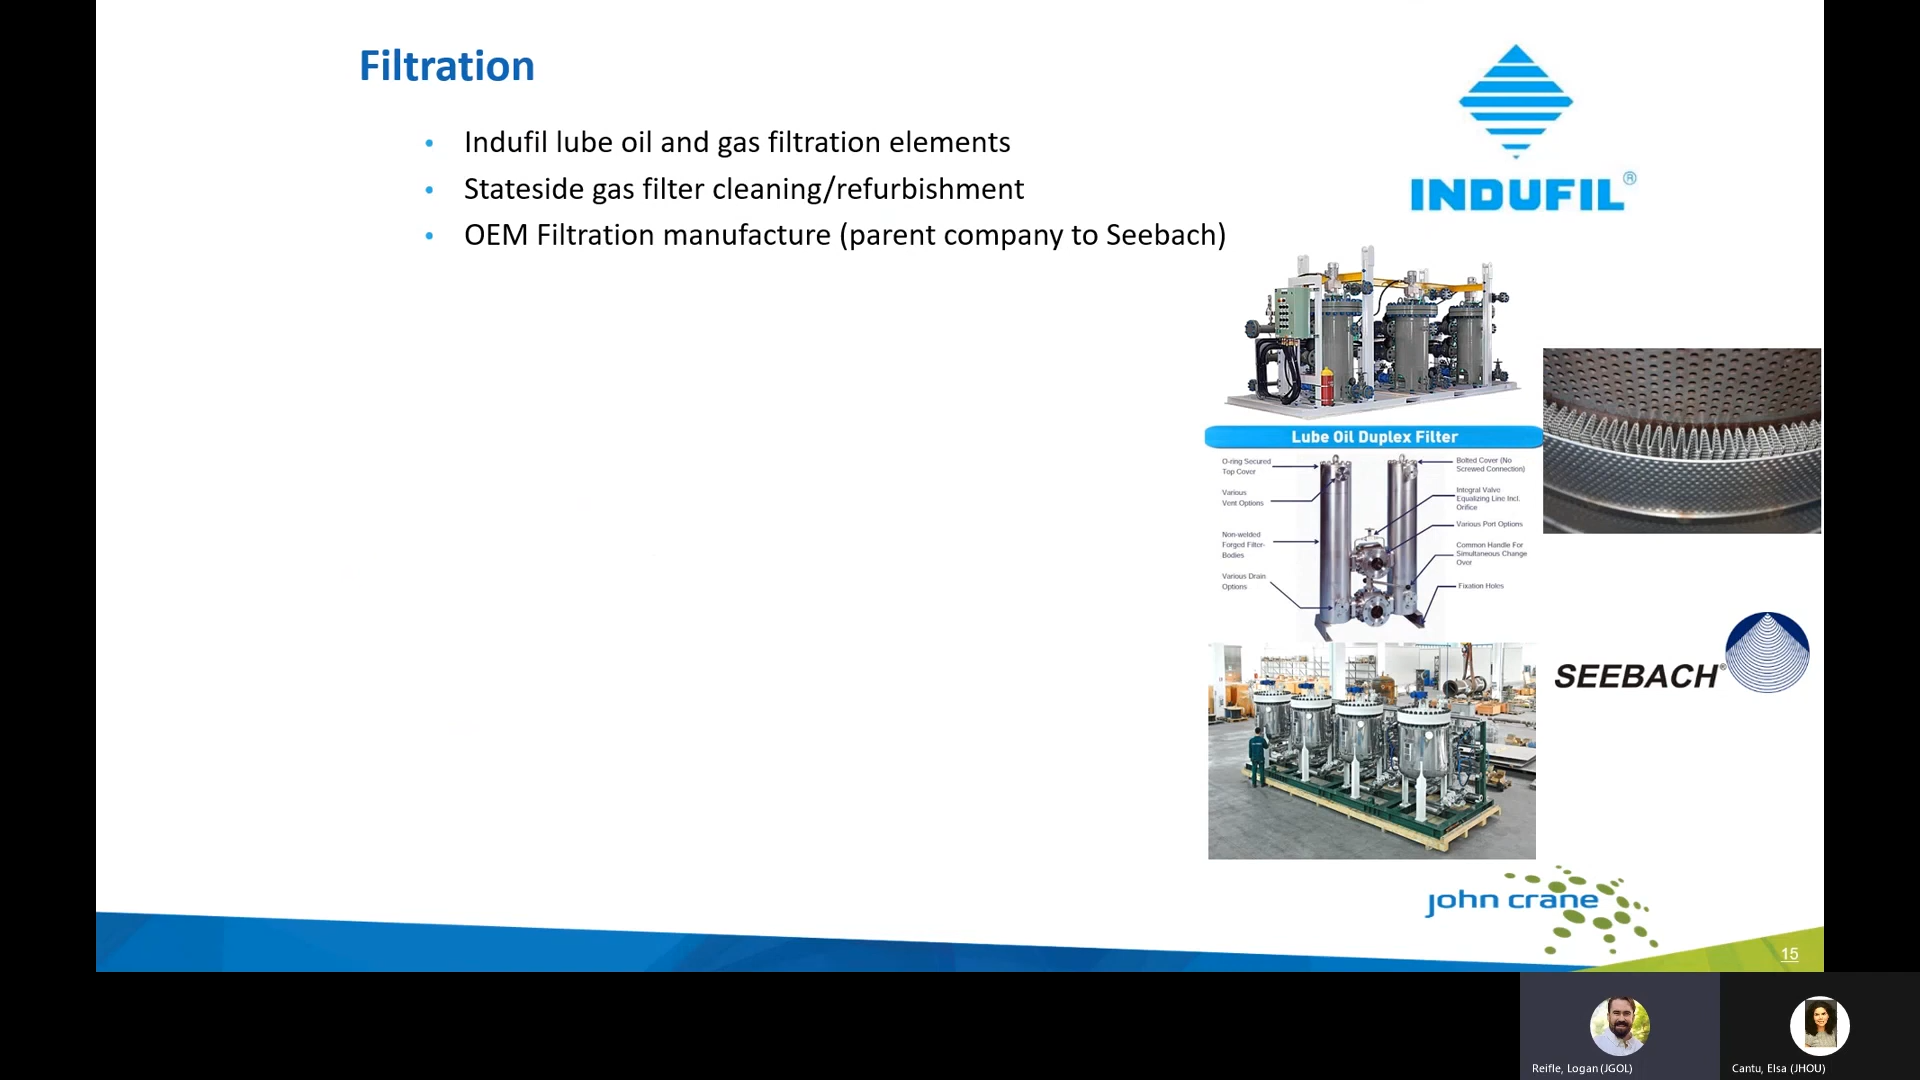 Filtration
• Indufil lube oil and gas filtration elements
• Stateside gas filter cleaning/refurbishment
• OEM Filtration manufacture (parent company to Seebach)
INDUFIL®
Lube Oil Duplex Filter
O-ring Secured
Top Cover
Various
Vent Options
Non-welded
Forged Filter-
Bodies
Various Drain
Options
Bolted Cover (No
Screwed Connection)
Integral Valve
Equalizing Line Incl.
Orifice
Various Port Options
Common Handle For
Simultaneous Change
Over
Fixation Holes
SEEBACH®
john crane
15
Reifle, Logan (JGOL)
Cantu, Elsa (JHOU)